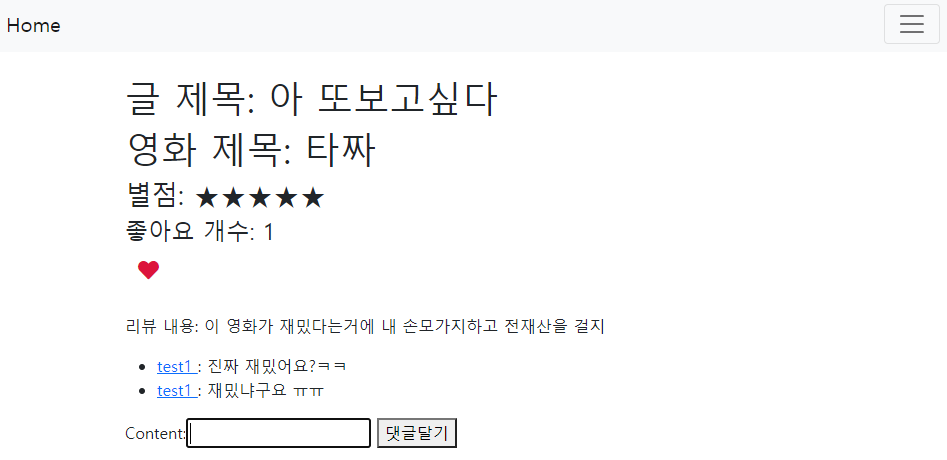 Home
글 제목: 아 또보고싶다
영화 제목: 타짜
별점: ★★★★★
좋아요 개수: 1
리뷰 내용: 이 영화가 재밌다는거에 내 손모가지하고 전재산을 걸지
test1 : 진짜 재밌어요?ㅋㅋ
test1 : 재밌냐구요 ㅠㅠ
Content: 댓글달기